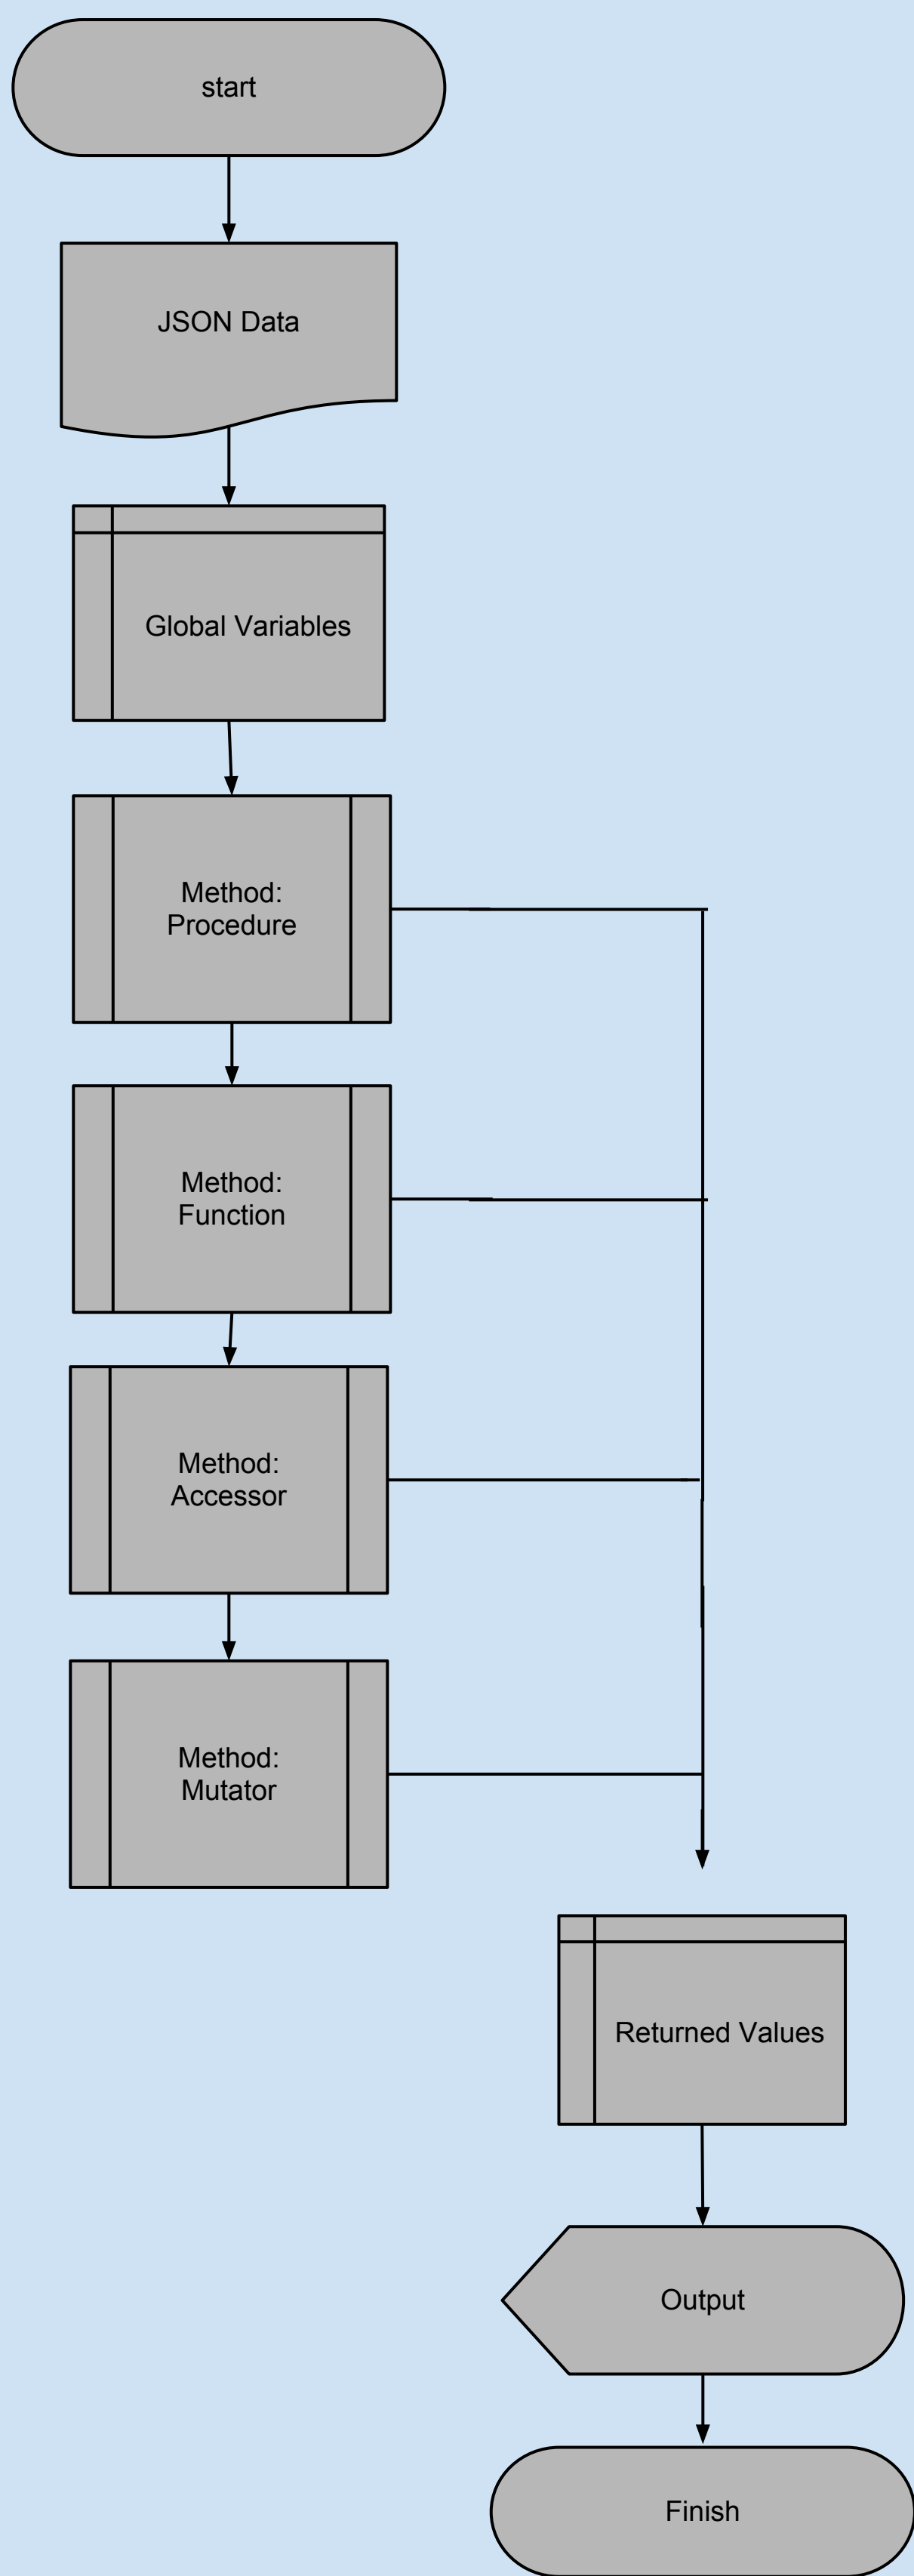 start
JSON Data
Global Variables
Method:
Procedure
Method:
Function
Method:
Accessor
Method:
Mutator
Returned Values
Output
Finish